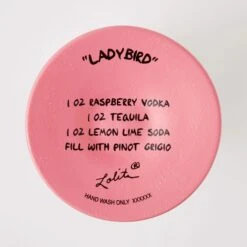 "LADYBIRD"
1 OZ RASPBERRY VODKA
1 OZ TEQUILA
1 OZ LEMON LIME SODA
FILL WITH PINOT GRIGIO
Lolita®
HAND WASH ONLY XXXXXX